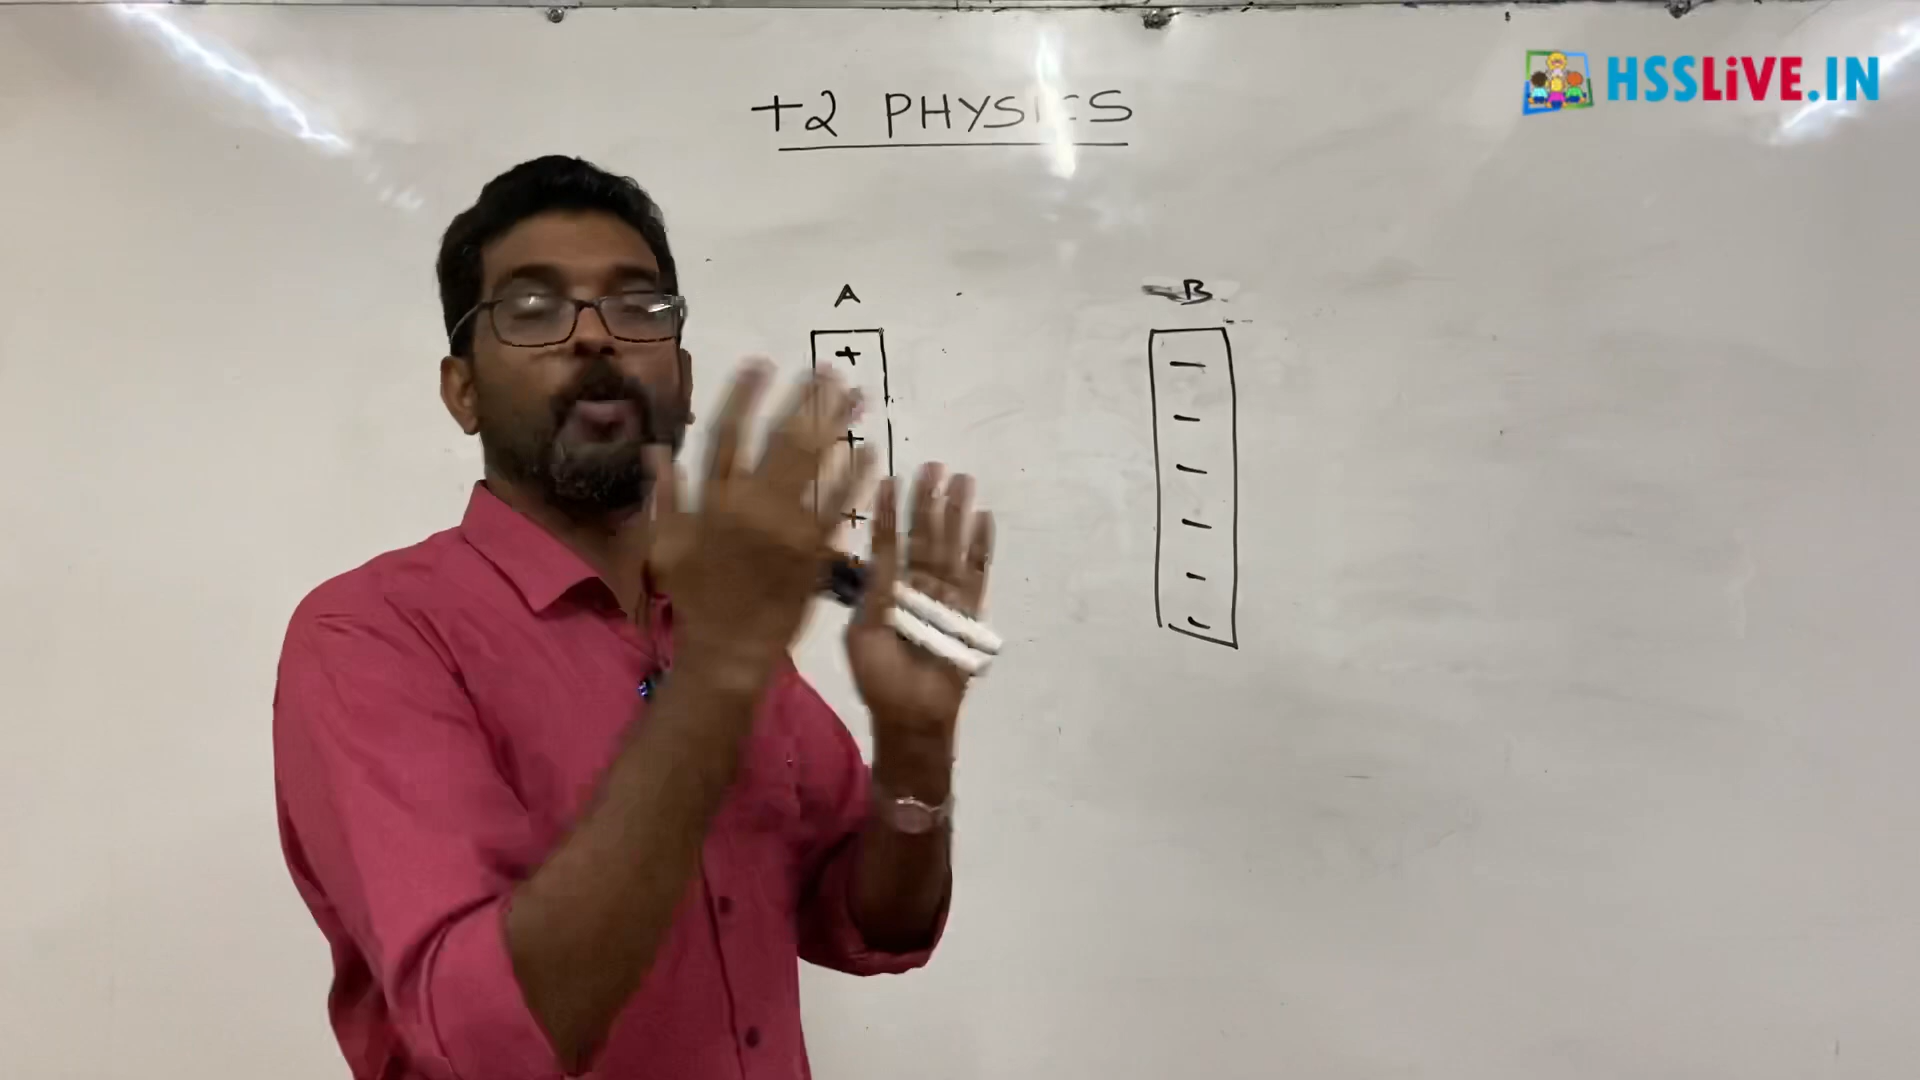 HSSLiVE.IN
+2 PHYSICS
A B
+ -
+ -
+ -
-
-
-